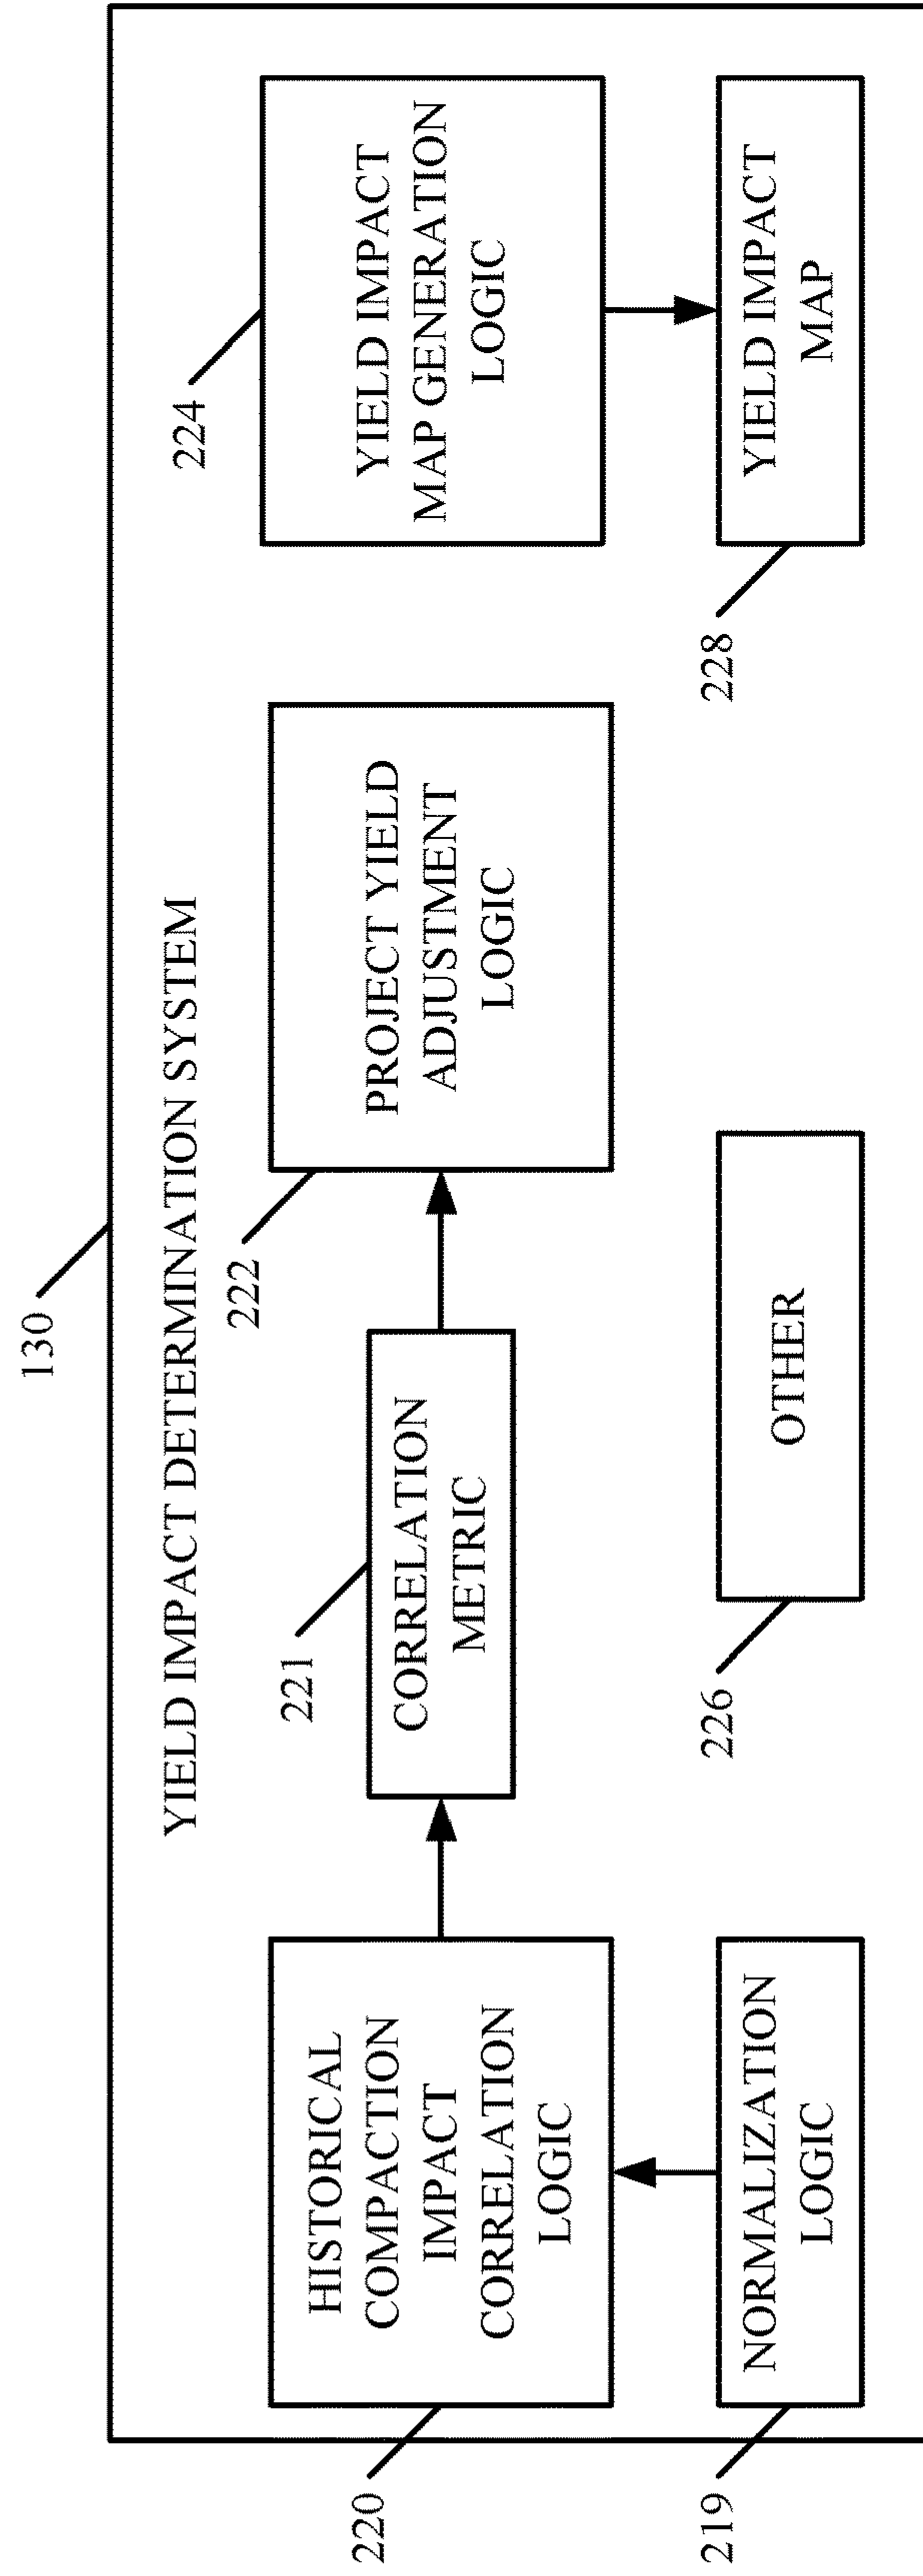 130
YIELD IMPACT DETERMINATION SYSTEM
220
HISTORICAL
COMPACTION
IMPACT
CORRELATION
LOGIC
221
CORRELATION
METRIC
222
PROJECT YIELD
ADJUSTMENT
LOGIC
224
YIELD IMPACT
MAP GENERATION
LOGIC
219
NORMALIZATION
LOGIC
226
OTHER
228
YIELD IMPACT
MAP